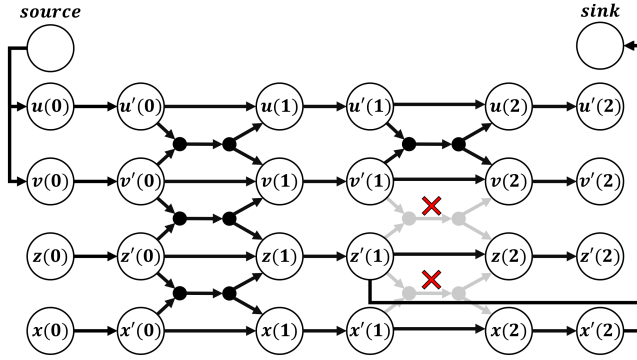 source sink
u(0) u′(0) u(1) u′(1) u(2) u′(2)
v(0) v′(0) v(1) v′(1) v(2) v′(2)
z(0) z′(0) z(1) z′(1) z(2) z′(2)
x(0) x′(0) x(1) x′(1) x(2) x′(2)